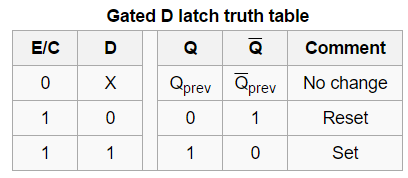 Gated D latch truth table
E/C D Q Q̅ Comment
0 X Qprev Q̅prev No change
1 0 0 1 Reset
1 1 1 0 Set